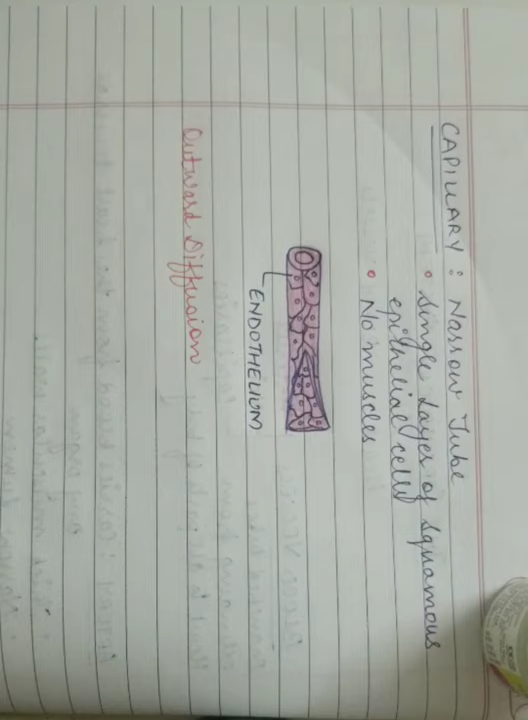 CAPILLARY : Narrow Tube
• Single Layer of Squamous
epithelial cells
• No muscles
ENDOTHELIUM
Outward Diffusion